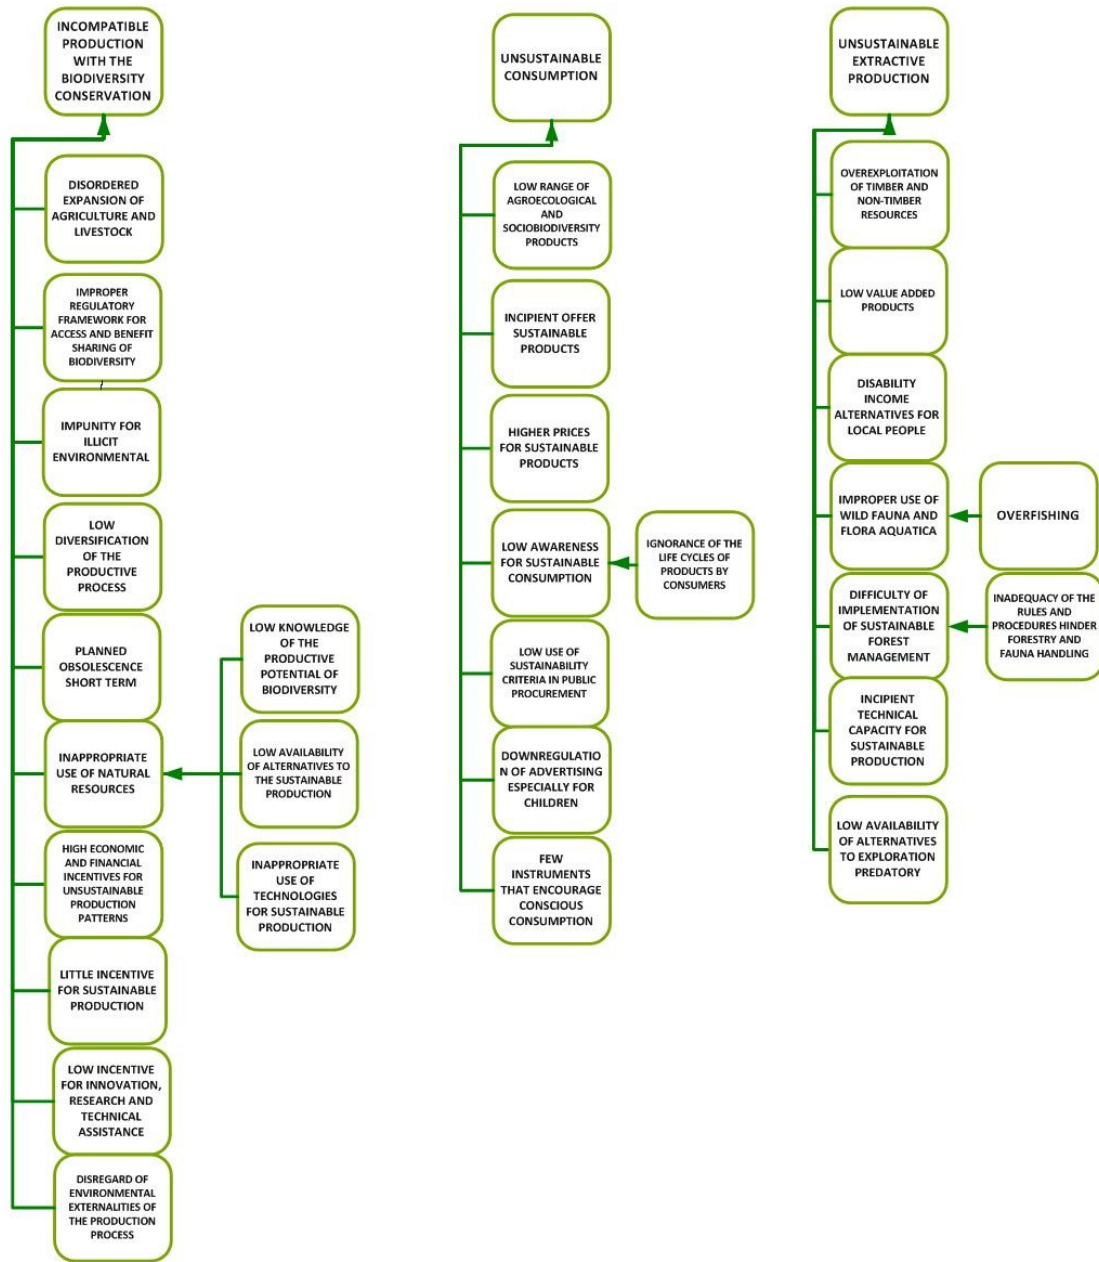 INCOMPATIBLE
PRODUCTION
WITH THE
BIODIVERSITY
CONSERVATION
DISORDERED
EXPANSION OF
AGRICULTURE AND
LIVESTOCK
IMPROPER
REGULATORY
FRAMEWORK FOR
ACCESS AND BENEFIT
SHARING OF
BIODIVERSITY
IMPUNITY FOR
ILLICIT
ENVIRONMENTAL
LOW
DIVERSIFICATION
OF THE
PRODUCTIVE
PROCESS
PLANNED
OBSOLESCENCE
SHORT TERM
INAPPROPRIATE
USE OF NATURAL
RESOURCES
LOW KNOWLEDGE
OF THE
PRODUCTIVE
POTENTIAL OF
BIODIVERSITY
LOW AVAILABILITY
OF ALTERNATIVES TO
THE SUSTAINABLE
PRODUCTION
INAPPROPRIATE
USE OF
TECHNOLOGIES
FOR SUSTAINABLE
PRODUCTION
HIGH ECONOMIC
AND FINANCIAL
INCENTIVES FOR
UNSUSTAINABLE
PRODUCTION
PATTERNS
LITTLE INCENTIVE
FOR SUSTAINABLE
PRODUCTION
LOW INCENTIVE
FOR INNOVATION,
RESEARCH AND
TECHNICAL
ASSISTANCE
DISREGARD OF
ENVIRONMENTAL
EXTERNALITIES OF
THE PRODUCTION
PROCESS
UNSUSTAINABLE
CONSUMPTION
LOW RANGE OF
AGROECOLOGICAL
AND
SOCIOBIODIVERSITY
PRODUCTS
INCIPIENT OFFER
SUSTAINABLE
PRODUCTS
HIGHER PRICES
FOR SUSTAINABLE
PRODUCTS
LOW AWARENESS
FOR SUSTAINABLE
CONSUMPTION
IGNORANCE OF THE
LIFE CYCLES OF
PRODUCTS BY
CONSUMERS
LOW USE OF
SUSTAINABILITY
CRITERIA IN PUBLIC
PROCUREMENT
DOWNREGULATIO
N OF ADVERTISING
ESPECIALLY FOR
CHILDREN
FEW
INSTRUMENTS
THAT ENCOURAGE
CONSCIOUS
CONSUMPTION
UNSUSTAINABLE
EXTRACTIVE
PRODUCTION
OVEREXPLOITATION
OF TIMBER AND
NON-TIMBER
RESOURCES
LOW VALUE ADDED
PRODUCTS
DISABILITY
INCOME
ALTERNATIVES FOR
LOCAL PEOPLE
IMPROPER USE OF
WILD FAUNA AND
FLORA AQUATICA
OVERFISHING
DIFFICULTY OF
IMPLEMENTATION
OF SUSTAINABLE
FOREST
MANAGEMENT
INADEQUACY OF THE
RULES AND
PROCEDURES HINDER
FORESTRY AND
FAUNA HANDLING
INCIPIENT
TECHNICAL
CAPACITY FOR
SUSTAINABLE
PRODUCTION
LOW AVAILABILITY
OF ALTERNATIVES
TO EXPLORATION
PREDATORY